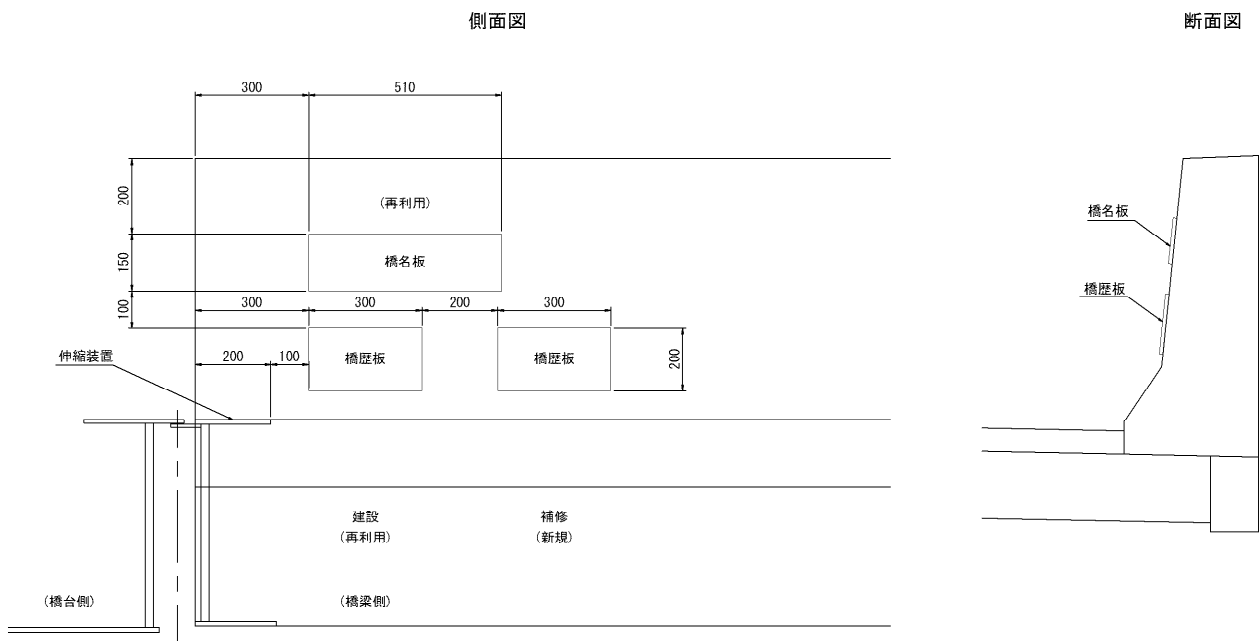 側面図
断面図
300
510
200
(再利用)
橋名板
150
橋名板
100
300
300
200
300
橋歴板
伸縮装置
200
100
橋歴板
橋歴板
200
建設
(再利用)
補修
(新規)
(橋台側)
(橋梁側)